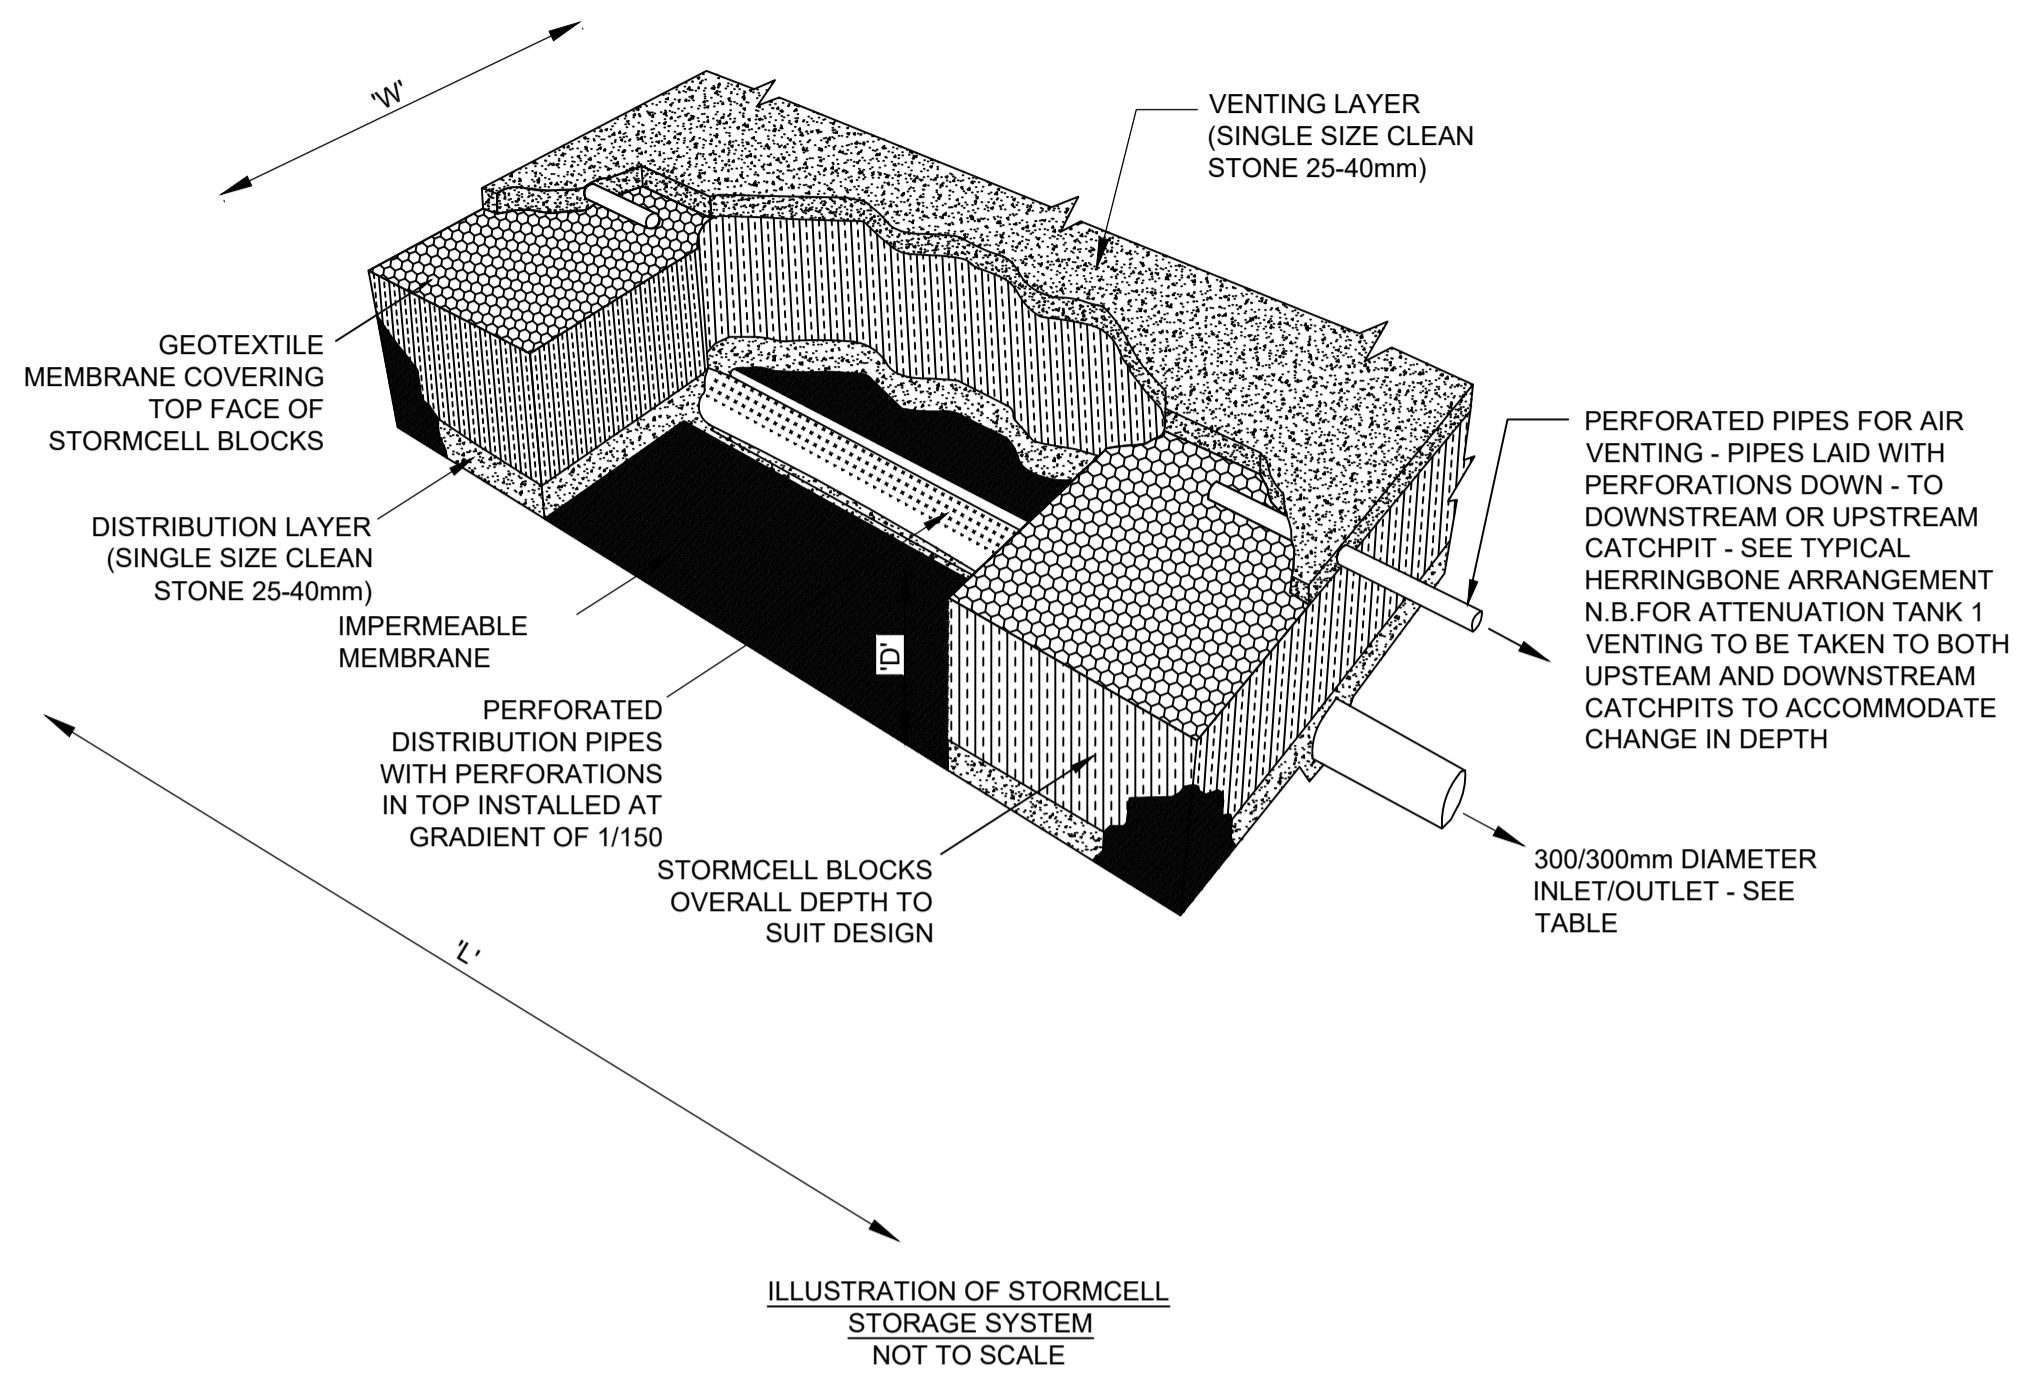 'W'
VENTING LAYER
(SINGLE SIZE CLEAN
STONE 25-40mm)
GEOTEXTILE
MEMBRANE COVERING
TOP FACE OF
STORMCELL BLOCKS
PERFORATED PIPES FOR AIR
VENTING - PIPES LAID WITH
PERFORATIONS DOWN - TO
DOWNSTREAM OR UPSTREAM
CATCHPIT - SEE TYPICAL
HERRINGBONE ARRANGEMENT
N.B.FOR ATTENUATION TANK 1
VENTING TO BE TAKEN TO BOTH
UPSTEAM AND DOWNSTREAM
CATCHPITS TO ACCOMMODATE
CHANGE IN DEPTH
DISTRIBUTION LAYER
(SINGLE SIZE CLEAN
STONE 25-40mm)
IMPERMEABLE
MEMBRANE
'D'
PERFORATED
DISTRIBUTION PIPES
WITH PERFORATIONS
IN TOP INSTALLED AT
GRADIENT OF 1/150
STORMCELL BLOCKS
OVERALL DEPTH TO
SUIT DESIGN
300/300mm DIAMETER
INLET/OUTLET - SEE
TABLE
'L'
ILLUSTRATION OF STORMCELL
STORAGE SYSTEM
NOT TO SCALE